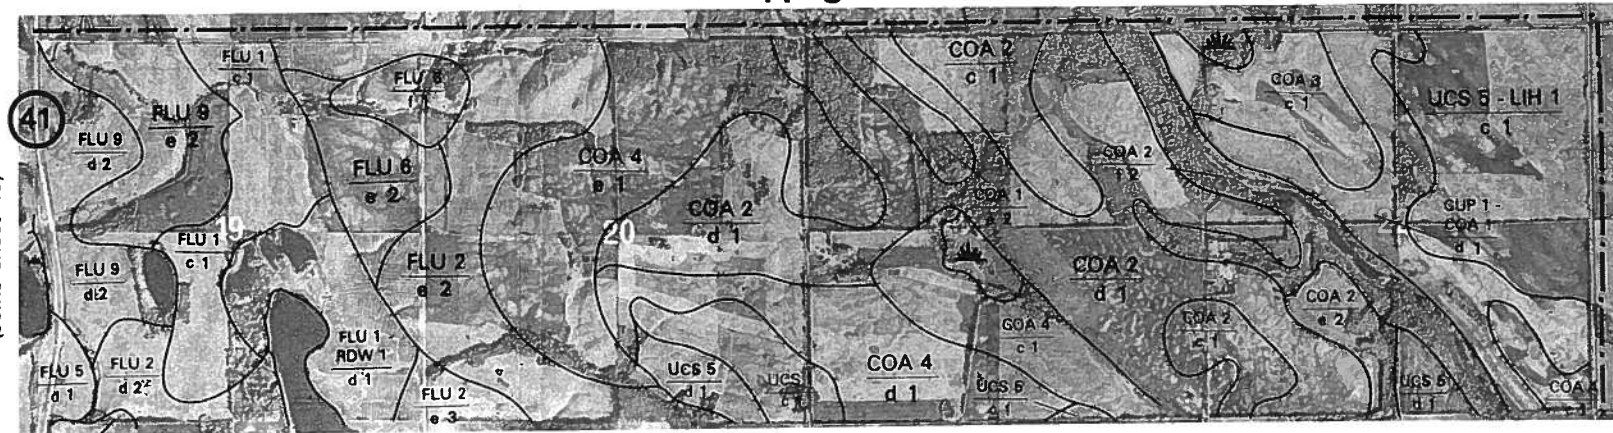 FLU 1
c 1
FLU 9
e 2
41
FLU 9
d 2
FLU 6
e 2
COA 4
e 1
COA 2
d 1
COA 2
c 1
COA 3
c 1
UCS 5 - LIH 1
c 1
COA 2
f 2
COA 1
e 2
CUP 1 -
COA 1
d 1
19
20
FLU 1
c 1
FLU 9
d 2
FLU 2
e 2
COA 2
d 1
COA 2
e 2
COA 4
c 1
COA 2
c 1
FLU 1 -
RDW 1
d 1
FLU 5
d 1
FLU 2
d 2
FLU 2
e 3
UCS 5
d 1
UCS
COA 4
d 1
UCS 5
d 1
UCS 5
d 1
COA